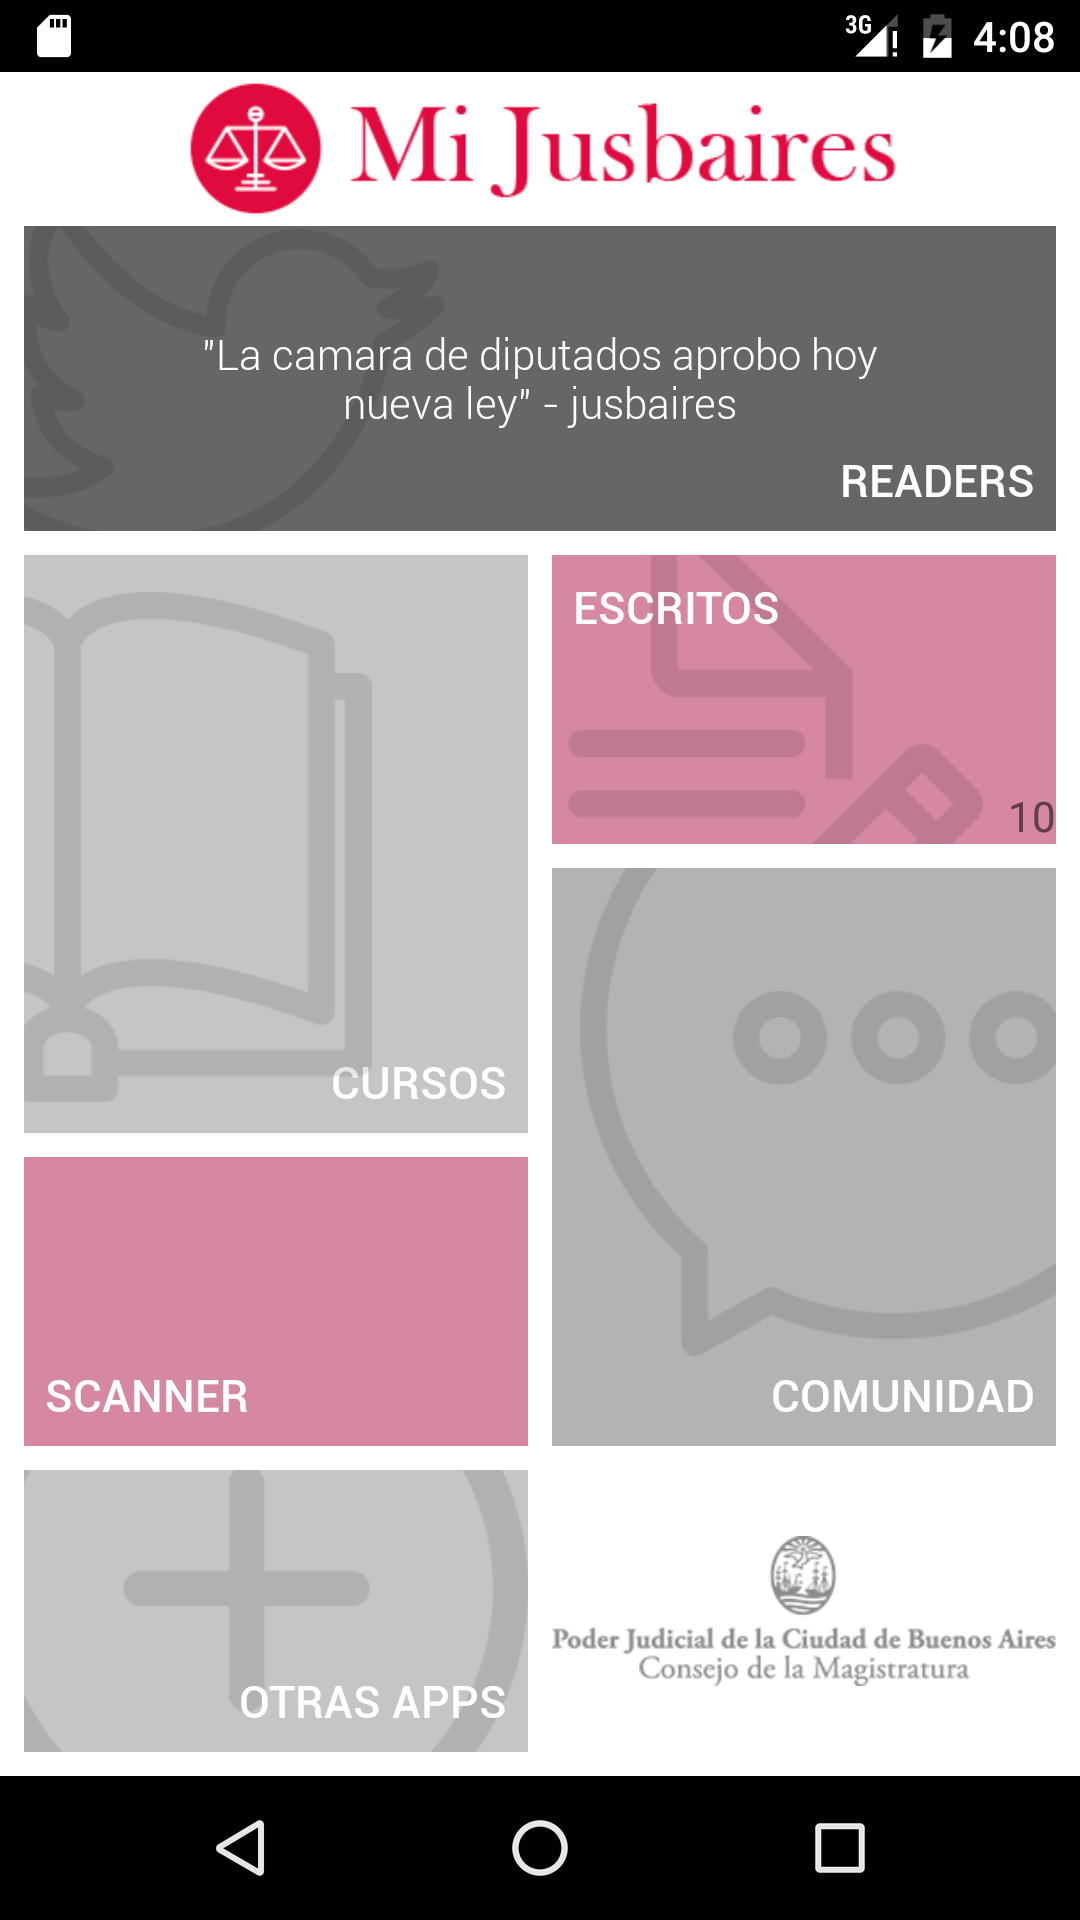 3G
4:08
Mi Jusbaires
"La camara de diputados aprobo hoy
nueva ley" - jusbaires
READERS
ESCRITOS
10
CURSOS
SCANNER
COMUNIDAD
OTRAS APPS
Poder Judicial de la Ciudad de Buenos Aires
Consejo de la Magistratura